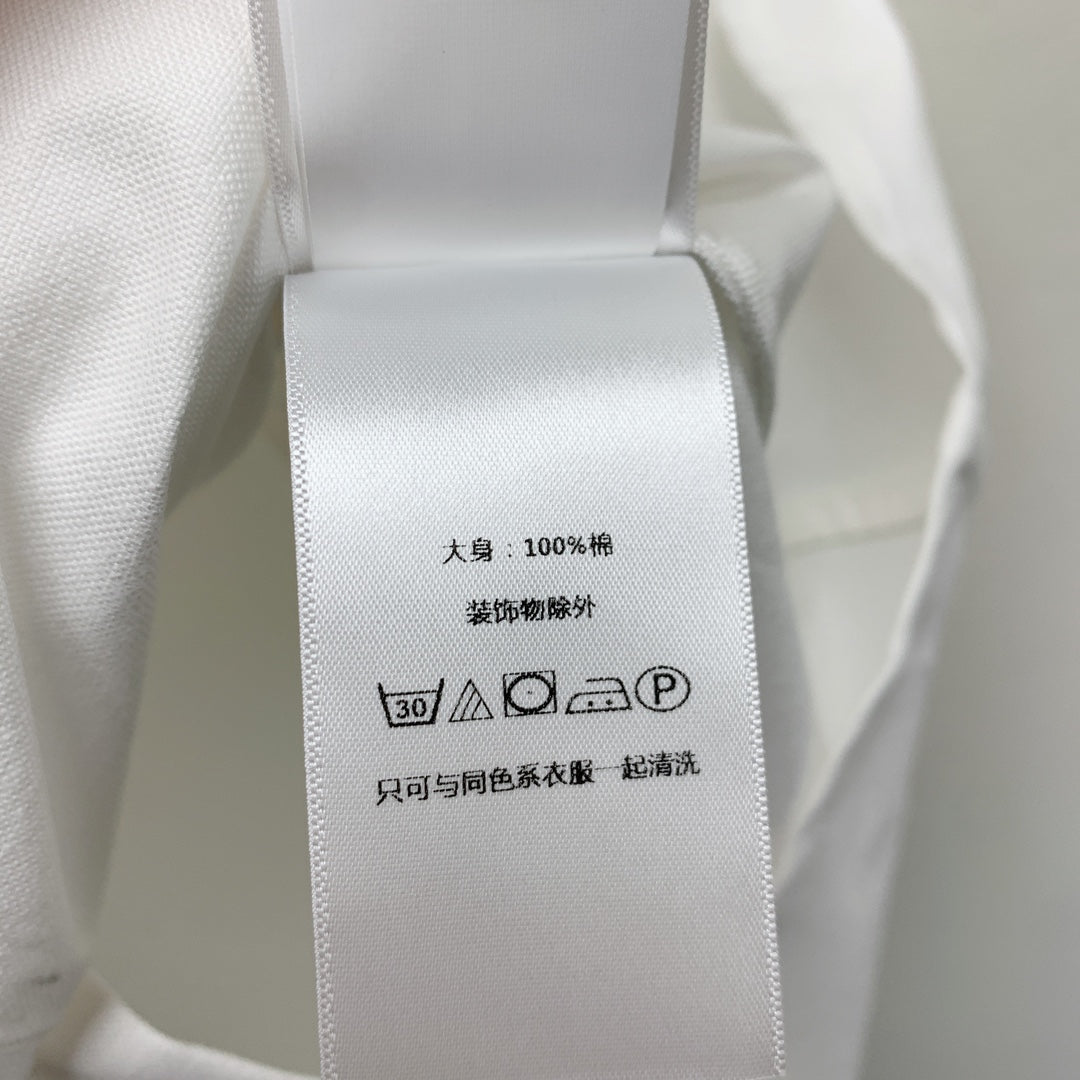 大身：100%棉
装饰物除外
30 P
只可与同色系衣服一起清洗